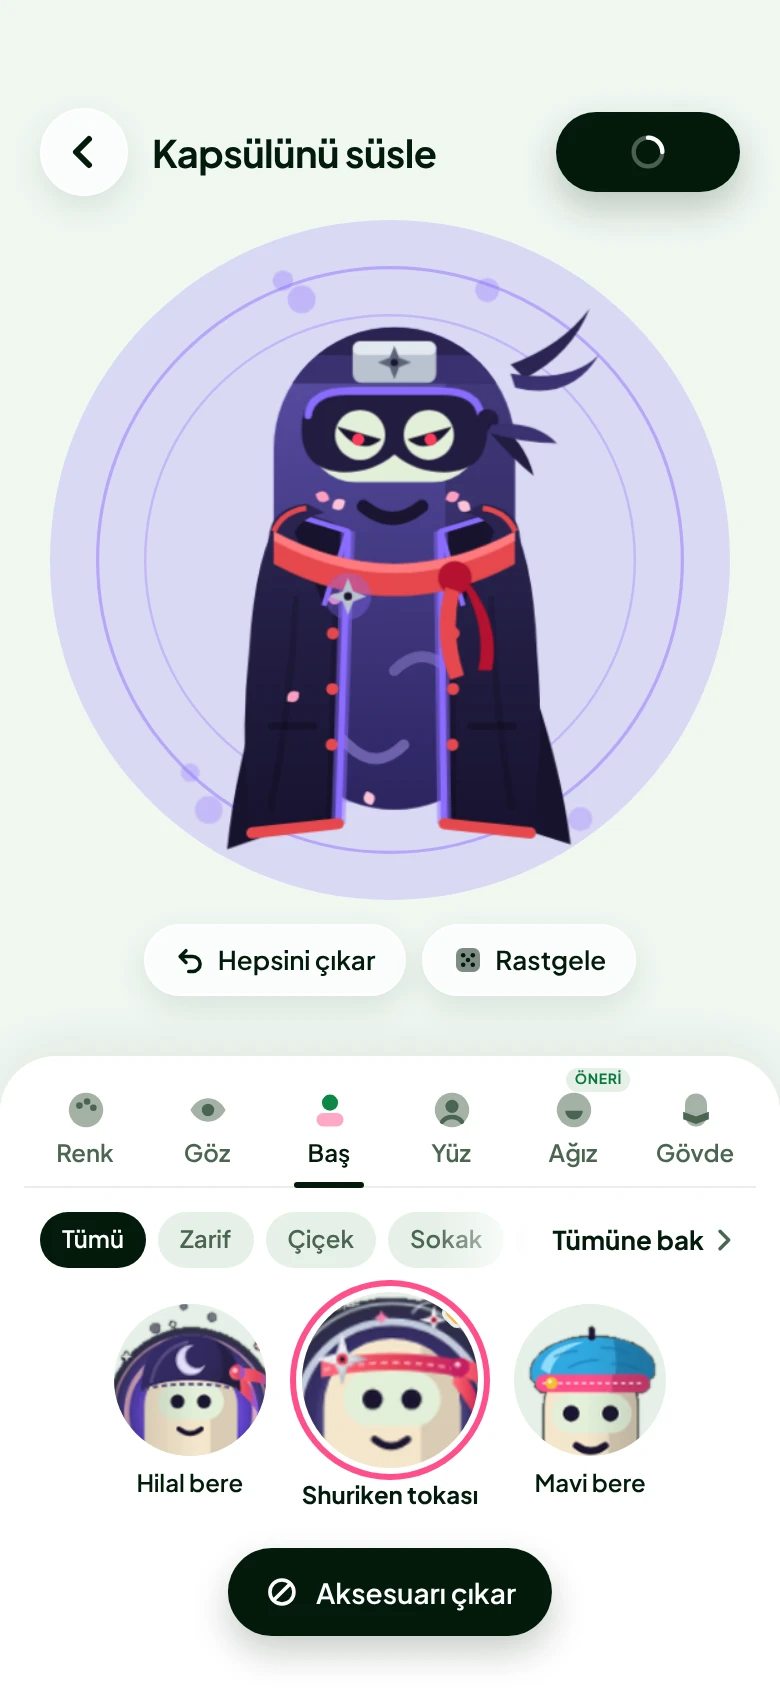 Kapsülünü süsle
Hepsini çıkar
Rastgele
ÖNERİ
Renk
Göz
Baş
Yüz
Ağız
Gövde
Tümü
Zarif
Çiçek
Sokak
Tümüne bak
Hilal bere
Shuriken tokası
Mavi bere
Aksesuarı çıkar